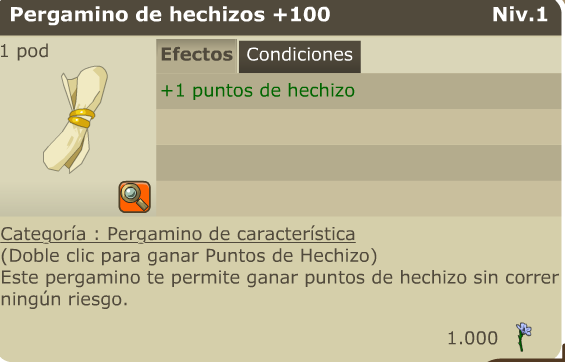 Pergamino de hechizos +100 Niv.1
1 pod
Efectos Condiciones
+1 puntos de hechizo
Categoría : Pergamino de característica
(Doble clic para ganar Puntos de Hechizo)
Este pergamino te permite ganar puntos de hechizo sin correr
ningún riesgo.
1.000